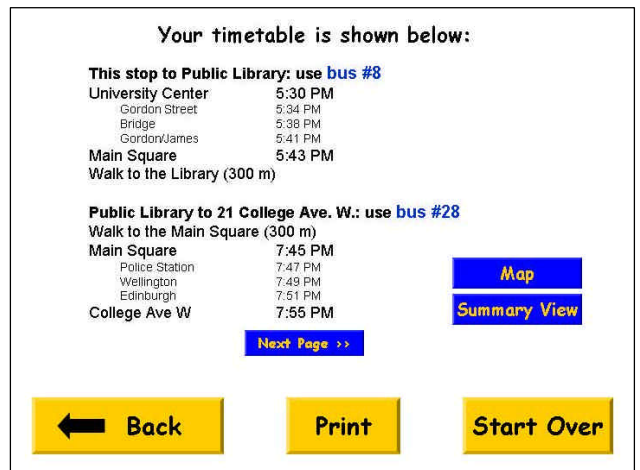 Your timetable is shown below:
This stop to Public Library: use bus #8
University Center 5:30 PM
Gordon Street 5:34 PM
Bridge 5:38 PM
Gordon/James 5:41 PM
Main Square 5:43 PM
Walk to the Library (300 m)
Public Library to 21 College Ave. W.: use bus #28
Walk to the Main Square (300 m)
Main Square 7:45 PM
Police Station 7:47 PM
Wellington 7:49 PM
Edinburgh 7:51 PM
College Ave W 7:55 PM
Map
Summary View
Next Page >>
Back
Print
Start Over